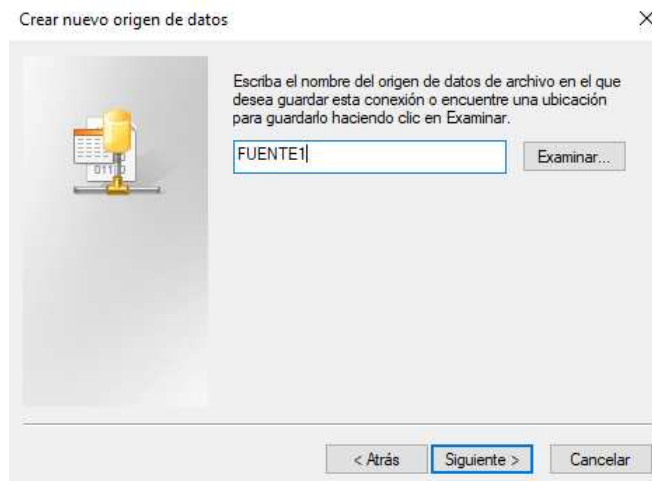 Crear nuevo origen de datos
Escriba el nombre del origen de datos de archivo en el que
desea guardar esta conexión o encuentre una ubicación
para guardarlo haciendo clic en Examinar.
FUENTE1
Examinar...
0110
< Atrás
Siguiente >
Cancelar